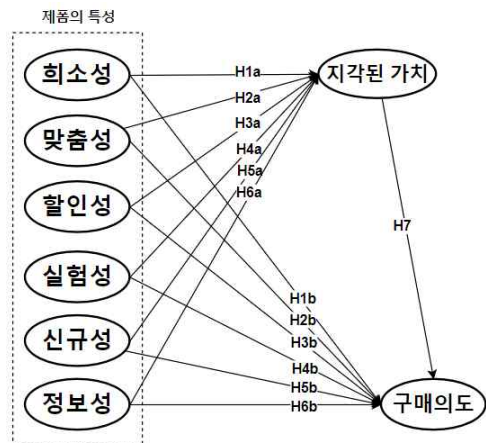 제품의 특성
희소성
맞춤성
할인성
실험성
신규성
정보성
지각된 가치
구매의도
H1a
H2a
H3a
H4a
H5a
H6a
H7
H1b
H2b
H3b
H4b
H5b
H6b